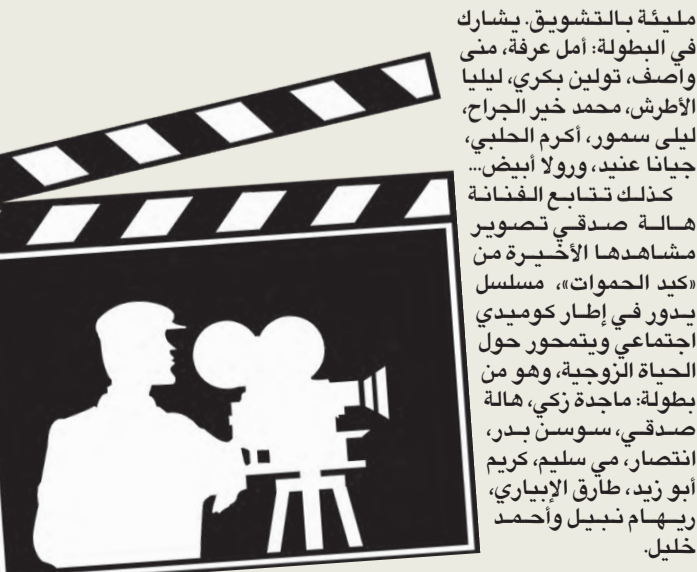 مليئة بالتشويق. يشارك
في البطولة: أمل عرفة، منى
واصف، تولين بكري، ليليا
الأطرش، محمد خير الجراح،
ليلى سمور، أكرم الحلبي،
جيانا عنيد، ورولا أبيض...
كذلك تتابع الفنانة
هالة صدقي تصوير
مشاهدها الأخيرة من
«كيد الحموات»، مسلسل
يدور في إطار كوميدي
اجتماعي ويتمحور حول
الحياة الزوجية، وهو من
بطولة: ماجدة زكي، هالة
صدقي، سوسن بدر،
انتصار، مي سليم، كريم
أبو زيد، طارق الإبياري،
ريهام نبيل وأحمد
خليل.